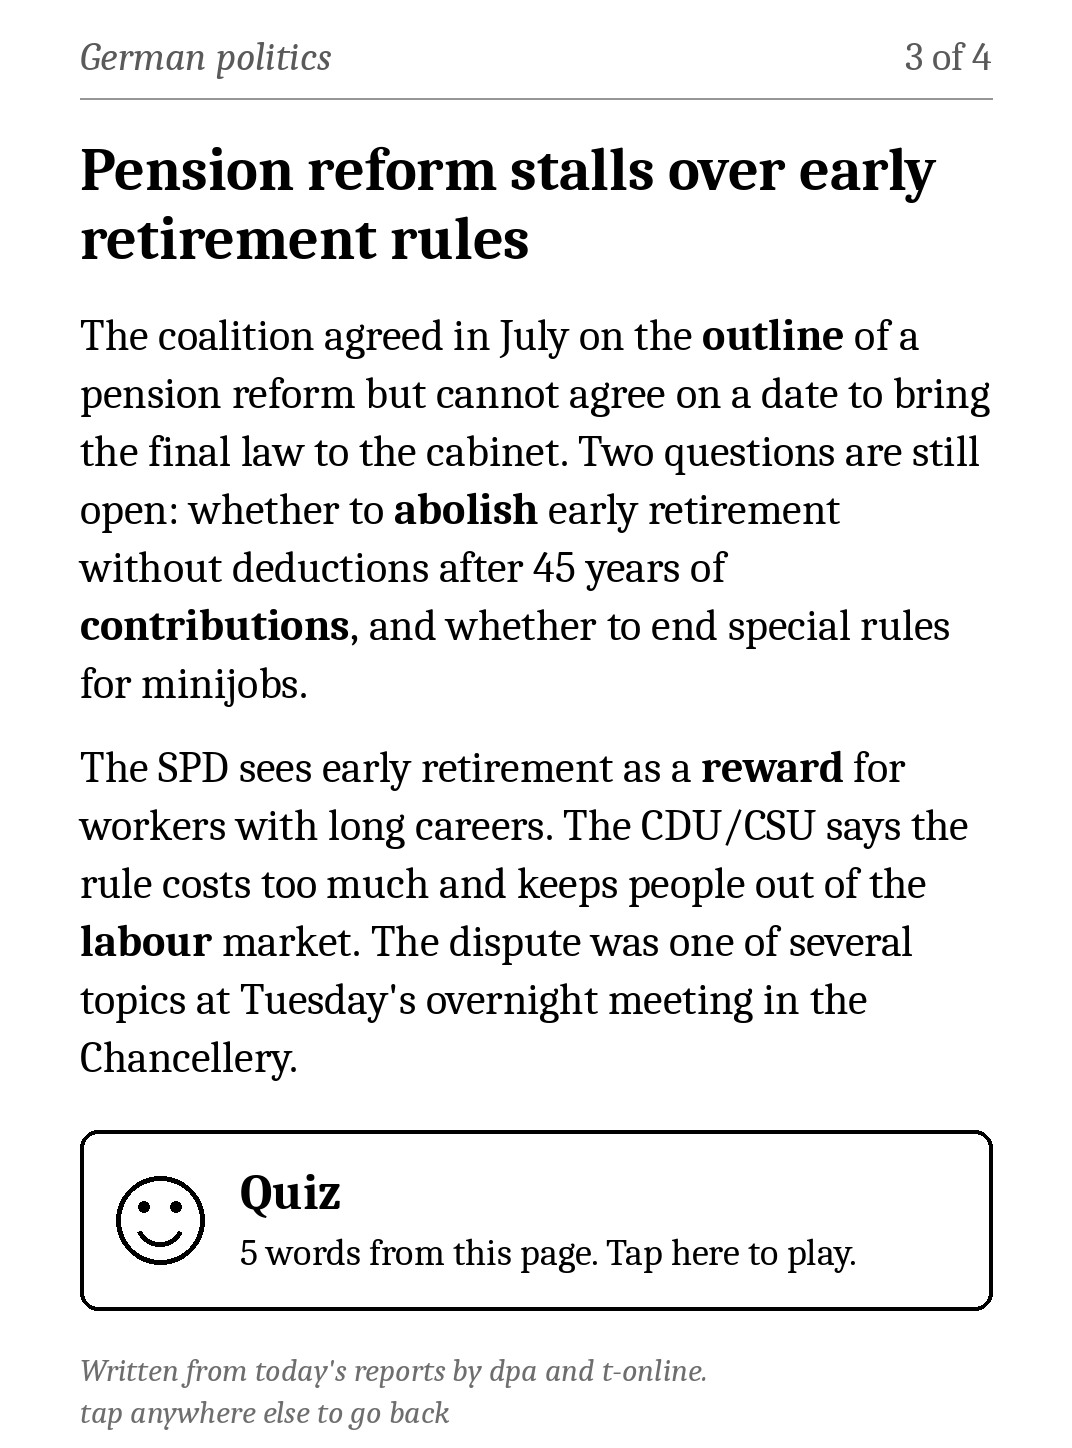 German politics
3 of 4
Pension reform stalls over early
retirement rules
The coalition agreed in July on the outline of a
pension reform but cannot agree on a date to bring
the final law to the cabinet. Two questions are still
open: whether to abolish early retirement
without deductions after 45 years of
contributions, and whether to end special rules
for minijobs.
The SPD sees early retirement as a reward for
workers with long careers. The CDU/CSU says the
rule costs too much and keeps people out of the
labour market. The dispute was one of several
topics at Tuesday's overnight meeting in the
Chancellery.
Quiz
5 words from this page. Tap here to play.
Written from today's reports by dpa and t-online.
tap anywhere else to go back